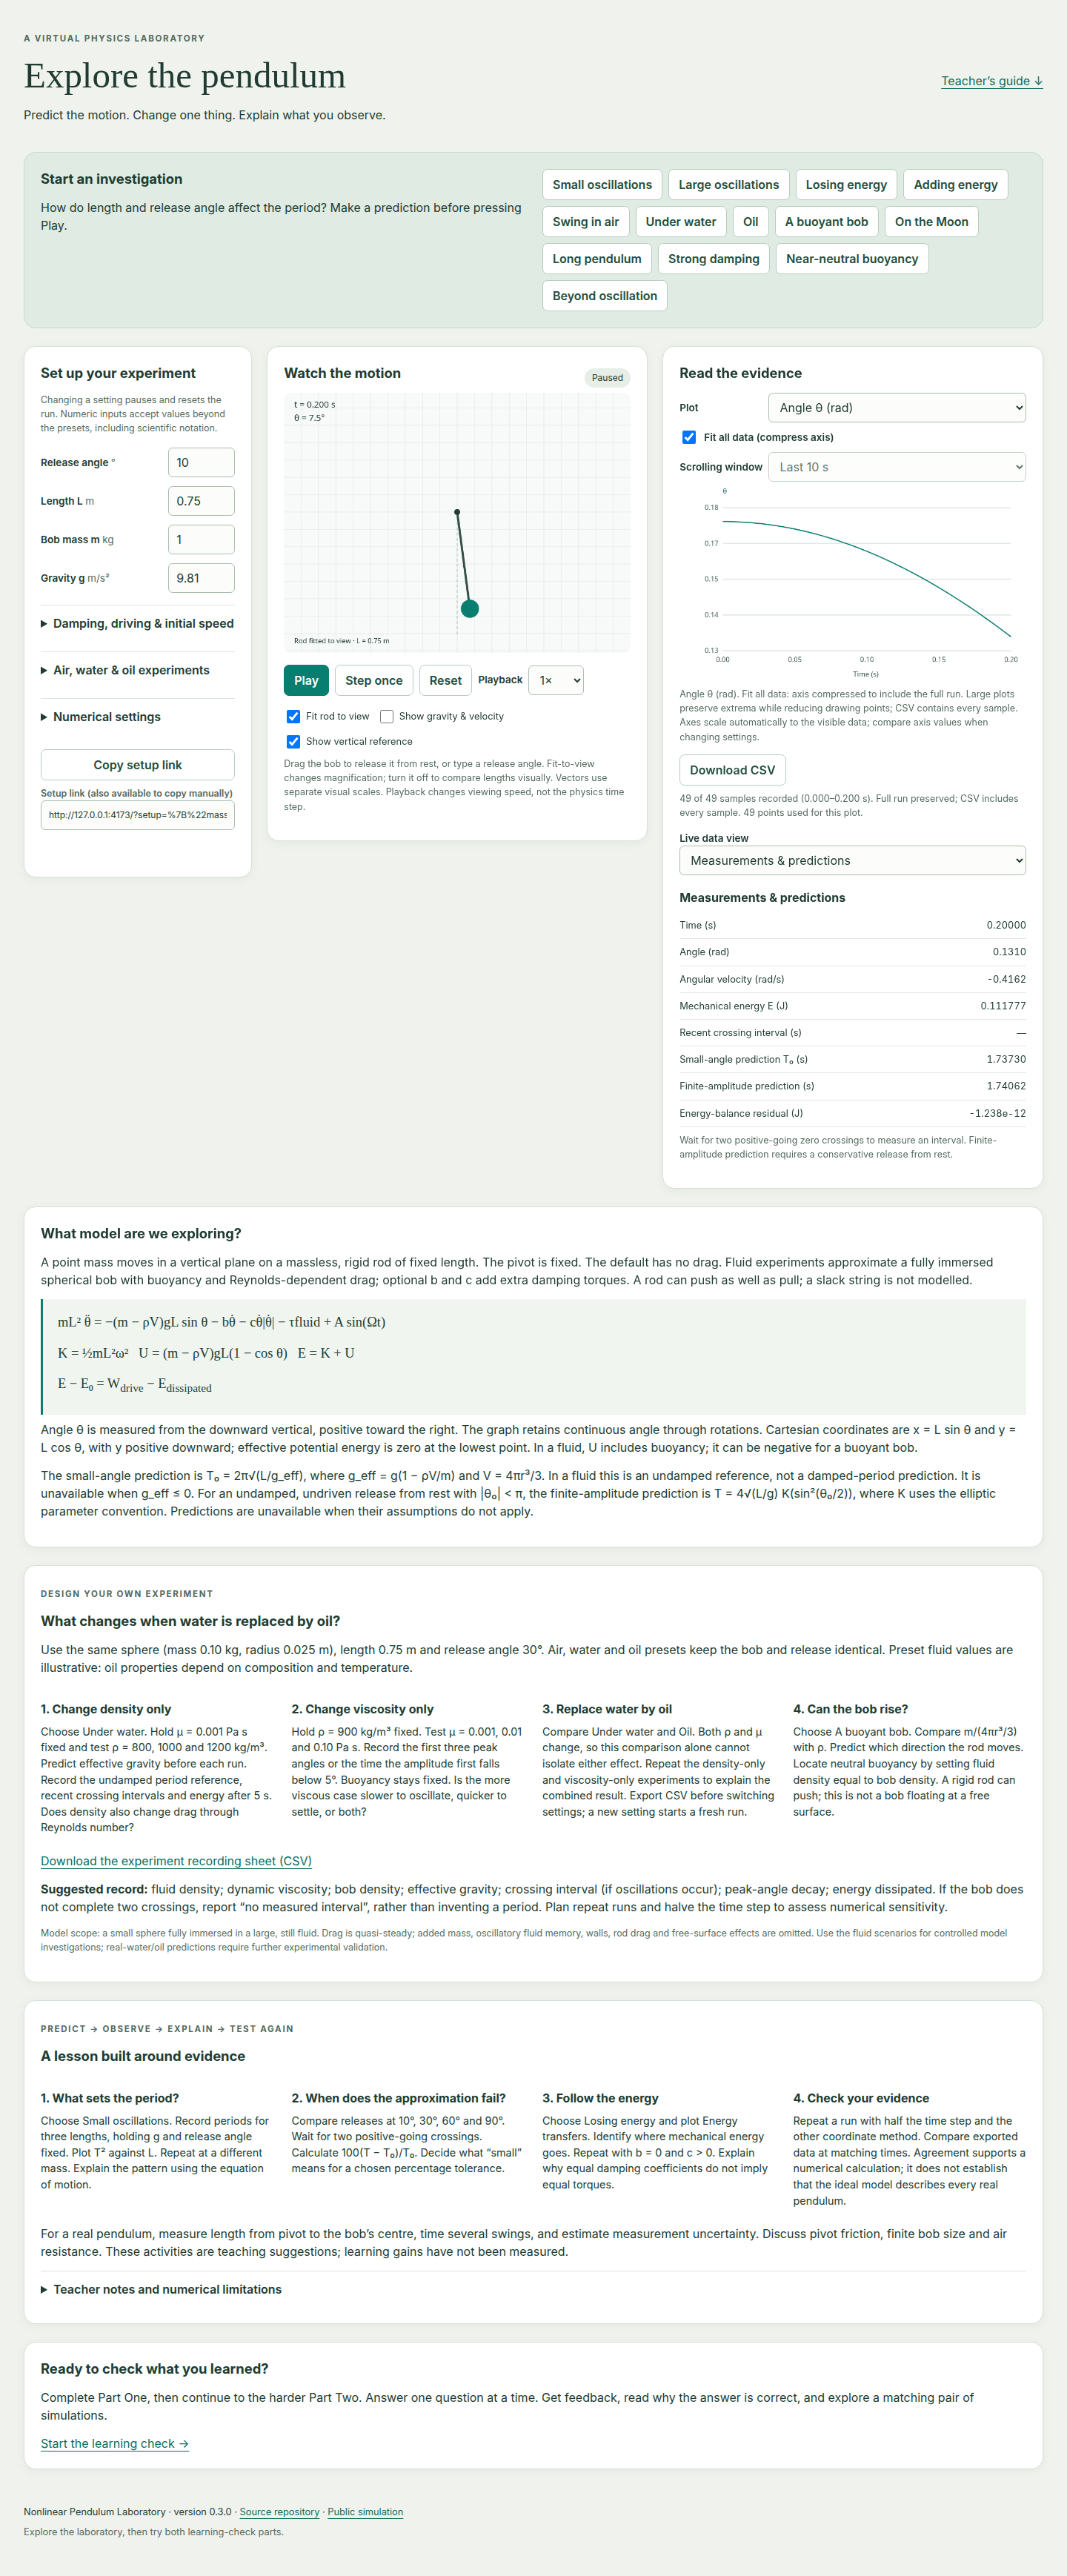 A VIRTUAL PHYSICS LABORATORY
Explore the pendulum
Teacher’s guide ↓
Predict the motion. Change one thing. Explain what you observe.
Start an investigation
How do length and release angle affect the period? Make a prediction before pressing
Play.
Small oscillations
Large oscillations
Losing energy
Adding energy
Swing in air
Under water
Oil
A buoyant bob
On the Moon
Long pendulum
Strong damping
Near-neutral buoyancy
Beyond oscillation
Set up your experiment
Changing a setting pauses and resets the
run. Numeric inputs accept values beyond
the presets, including scientific notation.
Release angle °
10
Length L m
0.75
Bob mass m kg
1
Gravity g m/s²
9.81
Damping, driving & initial speed
Air, water & oil experiments
Numerical settings
Copy setup link
Setup link (also available to copy manually)
http://127.0.0.1:4173/?setup=%7B%22mass
Watch the motion
Paused
t = 0.200 s
θ = 7.5°
Rod fitted to view · L = 0.75 m
Play
Step once
Reset
Playback
1×
Fit rod to view
Show gravity & velocity
Show vertical reference
Drag the bob to release it from rest, or type a release angle. Fit-to-view
changes magnification; turn it off to compare lengths visually. Vectors use
separate visual scales. Playback changes viewing speed, not the physics time
step.
Read the evidence
Plot
Angle θ (rad)
Fit all data (compress axis)
Scrolling window
Last 10 s
θ
0.18
0.17
0.15
0.14
0.13
0.00
0.05
0.10
0.15
0.20
Time (s)
Angle θ (rad). Fit all data: axis compressed to include the full run. Large plots
preserve extrema while reducing drawing points; CSV contains every sample.
Axes scale automatically to the visible data; compare axis values when
changing settings.
Download CSV
49 of 49 samples recorded (0.000–0.200 s). Full run preserved; CSV includes
every sample. 49 points used for this plot.
Live data view
Measurements & predictions
Measurements & predictions
Time (s) 0.20000
Angle (rad) 0.1310
Angular velocity (rad/s) -0.4162
Mechanical energy E (J) 0.111777
Recent crossing interval (s) —
Small-angle prediction T₀ (s) 1.73730
Finite-amplitude prediction (s) 1.74062
Energy-balance residual (J) -1.238e-12
Wait for two positive-going zero crossings to measure an interval. Finite-
amplitude prediction requires a conservative release from rest.
What model are we exploring?
A point mass moves in a vertical plane on a massless, rigid rod of fixed length. The pivot is fixed. The default has no drag. Fluid experiments approximate a fully immersed
spherical bob with buoyancy and Reynolds-dependent drag; optional b and c add extra damping torques. A rod can push as well as pull; a slack string is not modelled.
mL² θ̈ = −(m − ρV)gL sin θ − bθ̇ − cθ̇|θ̇| − τfluid + A sin(Ωt)
K = ½mL²ω² U = (m − ρV)gL(1 − cos θ) E = K + U
E − E₀ = Wdrive − Edissipated
Angle θ is measured from the downward vertical, positive toward the right. The graph retains continuous angle through rotations. Cartesian coordinates are x = L sin θ and y =
L cos θ, with y positive downward; effective potential energy is zero at the lowest point. In a fluid, U includes buoyancy; it can be negative for a buoyant bob.
The small-angle prediction is T₀ = 2π√(L/g_eff), where g_eff = g(1 − ρV/m) and V = 4πr³/3. In a fluid this is an undamped reference, not a damped-period prediction. It is
unavailable when g_eff ≤ 0. For an undamped, undriven release from rest with |θ₀| < π, the finite-amplitude prediction is T = 4√(L/g) K(sin²(θ₀/2)), where K uses the elliptic
parameter convention. Predictions are unavailable when their assumptions do not apply.
DESIGN YOUR OWN EXPERIMENT
What changes when water is replaced by oil?
Use the same sphere (mass 0.10 kg, radius 0.025 m), length 0.75 m and release angle 30°. Air, water and oil presets keep the bob and release identical. Preset fluid values are
illustrative: oil properties depend on composition and temperature.
1. Change density only
Choose Under water. Hold μ = 0.001 Pa s
fixed and test ρ = 800, 1000 and 1200 kg/m³.
Predict effective gravity before each run.
Record the undamped period reference,
recent crossing intervals and energy after 5 s.
Does density also change drag through
Reynolds number?
2. Change viscosity only
Hold ρ = 900 kg/m³ fixed. Test μ = 0.001, 0.01
and 0.10 Pa s. Record the first three peak
angles or the time the amplitude first falls
below 5°. Buoyancy stays fixed. Is the more
viscous case slower to oscillate, quicker to
settle, or both?
3. Replace water by oil
Compare Under water and Oil. Both ρ and μ
change, so this comparison alone cannot
isolate either effect. Repeat the density-only
and viscosity-only experiments to explain the
combined result. Export CSV before switching
settings; a new setting starts a fresh run.
4. Can the bob rise?
Choose A buoyant bob. Compare m/(4πr³/3)
with ρ. Predict which direction the rod moves.
Locate neutral buoyancy by setting fluid
density equal to bob density. A rigid rod can
push; this is not a bob floating at a free
surface.
Download the experiment recording sheet (CSV)
Suggested record: fluid density; dynamic viscosity; bob density; effective gravity; crossing interval (if oscillations occur); peak-angle decay; energy dissipated. If the bob does
not complete two crossings, report “no measured interval”, rather than inventing a period. Plan repeat runs and halve the time step to assess numerical sensitivity.
Model scope: a small sphere fully immersed in a large, still fluid. Drag is quasi-steady; added mass, oscillatory fluid memory, walls, rod drag and free-surface effects are omitted. Use the fluid scenarios for controlled model
investigations; real-water/oil predictions require further experimental validation.
PREDICT → OBSERVE → EXPLAIN → TEST AGAIN
A lesson built around evidence
1. What sets the period?
Choose Small oscillations. Record periods for
three lengths, holding g and release angle
fixed. Plot T² against L. Repeat at a different
mass. Explain the pattern using the equation
of motion.
2. When does the approximation fail?
Compare releases at 10°, 30°, 60° and 90°.
Wait for two positive-going crossings.
Calculate 100(T − T₀)/T₀. Decide what “small”
means for a chosen percentage tolerance.
3. Follow the energy
Choose Losing energy and plot Energy
transfers. Identify where mechanical energy
goes. Repeat with b = 0 and c > 0. Explain
why equal damping coefficients do not imply
equal torques.
4. Check your evidence
Repeat a run with half the time step and the
other coordinate method. Compare exported
data at matching times. Agreement supports a
numerical calculation; it does not establish
that the ideal model describes every real
pendulum.
For a real pendulum, measure length from pivot to the bob’s centre, time several swings, and estimate measurement uncertainty. Discuss pivot friction, finite bob size and air
resistance. These activities are teaching suggestions; learning gains have not been measured.
Teacher notes and numerical limitations
Ready to check what you learned?
Complete Part One, then continue to the harder Part Two. Answer one question at a time. Get feedback, read why the answer is correct, and explore a matching pair of
simulations.
Start the learning check →
Nonlinear Pendulum Laboratory · version 0.3.0 · Source repository · Public simulation
Explore the laboratory, then try both learning-check parts.